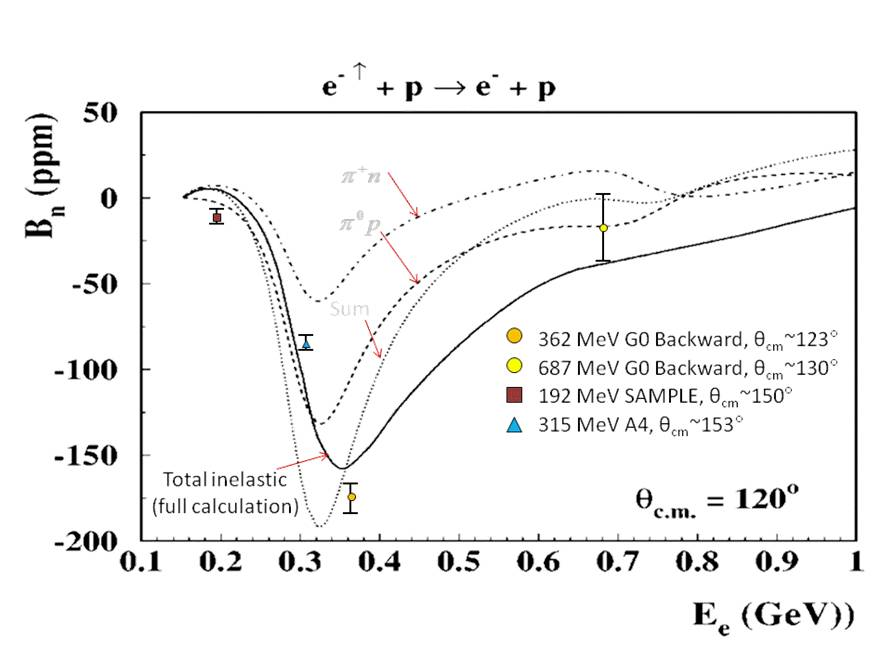 e⁻ ↑ + p → e⁻ + p
Bₙ (ppm)
50
0
-50
-100
-150
-200
π⁺n
π⁰p
Sum
362 MeV G0 Backward, θcm~123°
687 MeV G0 Backward, θcm~130°
192 MeV SAMPLE, θcm~150°
315 MeV A4, θcm~153°
Total inelastic
(full calculation)
θc.m. = 120°
0.1 0.2 0.3 0.4 0.5 0.6 0.7 0.8 0.9 1
Eₑ (GeV))